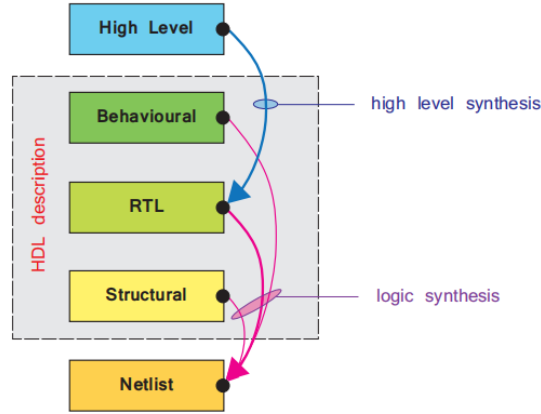 High Level
high level synthesis
Behavioural
HDL description
RTL
Structural
logic synthesis
Netlist